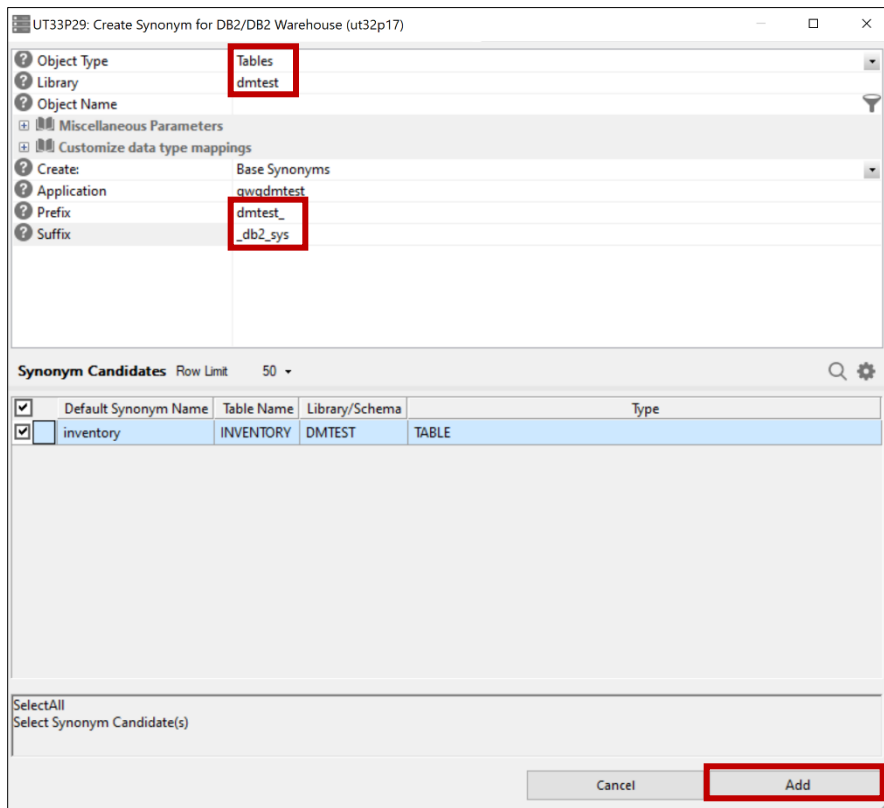 UT33P29: Create Synonym for DB2/DB2 Warehouse (ut32p17)
Object Type Tables
Library dmtest
Object Name
Miscellaneous Parameters
Customize data type mappings
Create: Base Synonyms
Application qwqdmtest
Prefix dmtest_
Suffix _db2_sys
Synonym Candidates Row Limit 50
Default Synonym Name Table Name Library/Schema Type
inventory INVENTORY DMTEST TABLE
SelectAll
Select Synonym Candidate(s)
Cancel Add